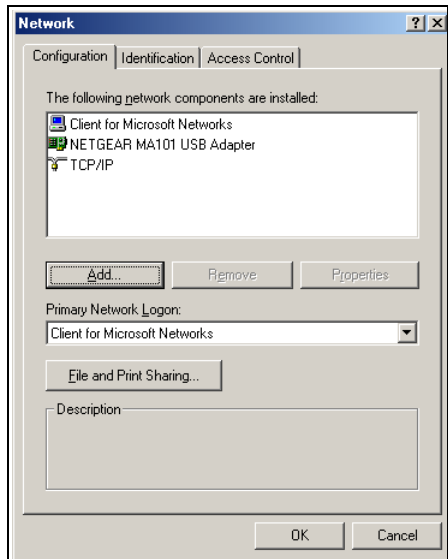 Network
Configuration Identification Access Control
The following network components are installed:
Client for Microsoft Networks
NETGEAR MA101 USB Adapter
TCP/IP
Add... Remove Properties
Primary Network Logon:
Client for Microsoft Networks
File and Print Sharing...
Description
OK Cancel